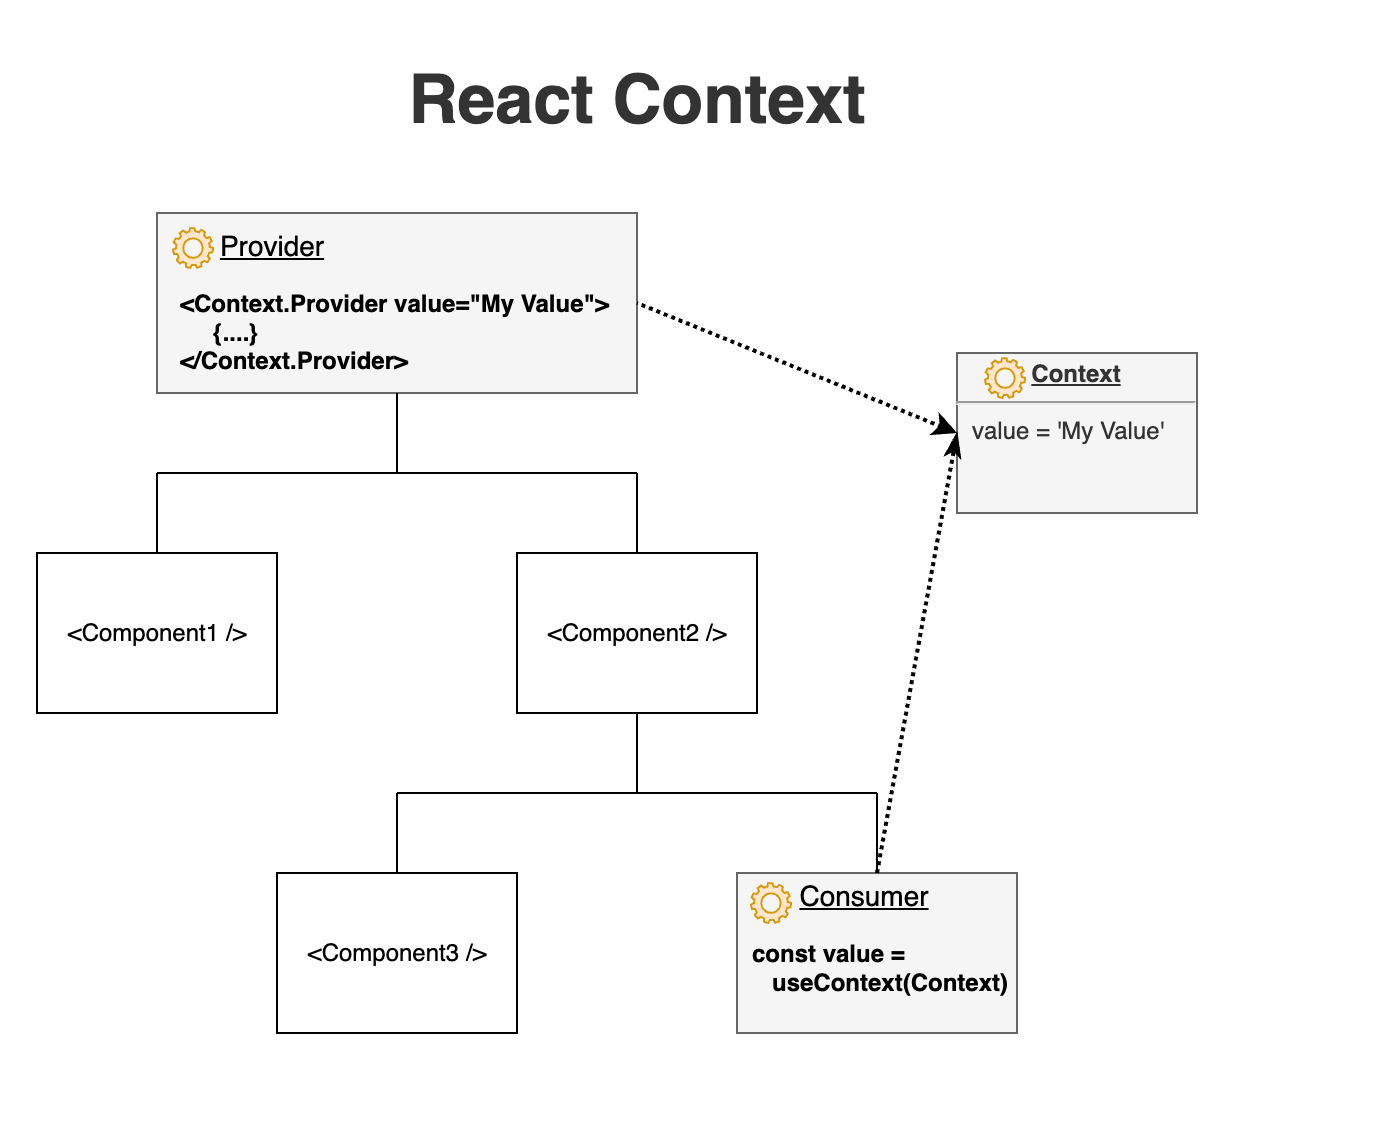 React Context
Provider
<Context.Provider value="My Value">
{....}
</Context.Provider>
Context
value = 'My Value'
<Component1 />
<Component2 />
<Component3 />
Consumer
const value =
useContext(Context)